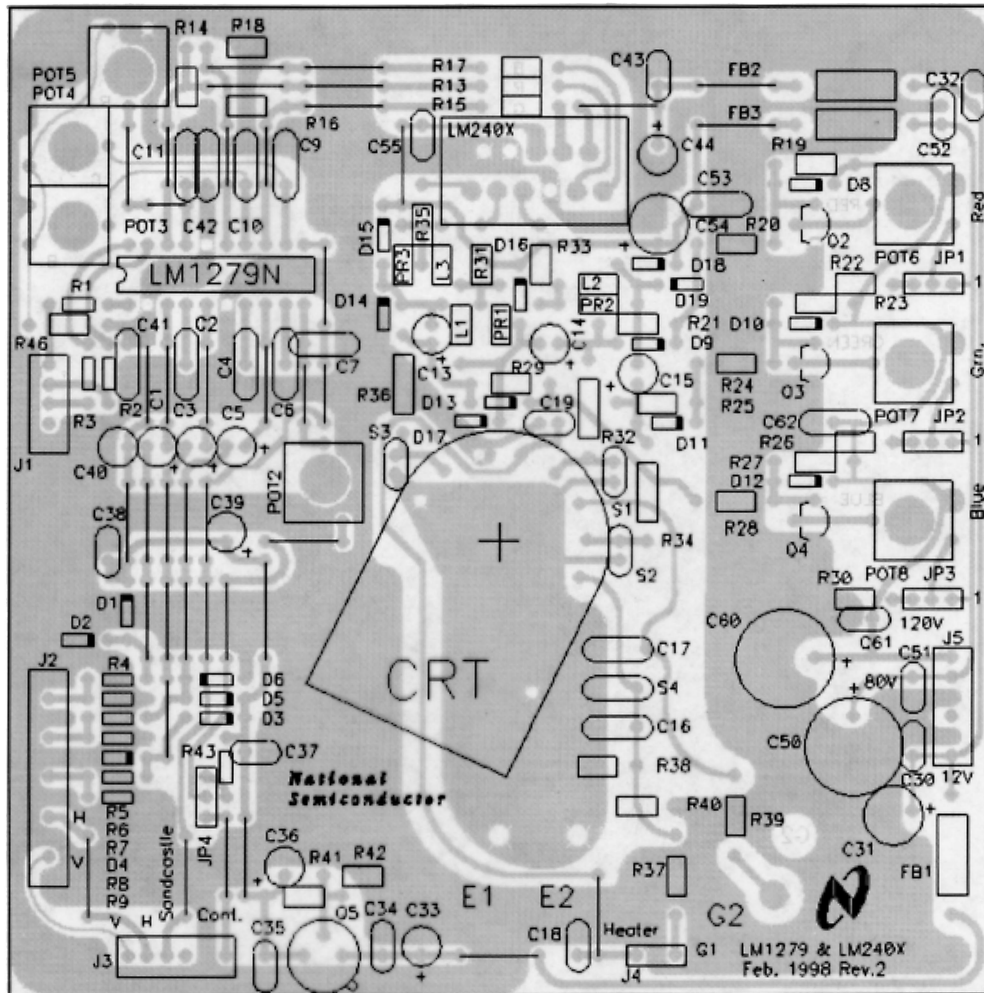 R14 R18
POT5
POT4
R17
R13
R15
C43
FB2
C32
FB3
C52
LM240X
C44
R16
C11 C9
C55
R19
D8
Red
POT3 C42 C10
D15
R35
PR3
L3
R31
D16
R33
C53
C54
R20
Q2
POT6 JP1
LM1279N
R1
D14
D18
L2
PR2
D19
R22
R23
1
R46
C41 C2
C4
C7
L1
PR1
C14
R21
D9
D10
GREEN
Grn.
R3
R2
C1
C3 C5 C6
R36
C13
R29
C15
R24
R25
Q3
C62
POT7 JP2
J1
C40
S3
D17
D13
C19
R32
D11
R26
R27
D12
1
POT2
C38
C39
S1
R34
R28
BLUE
Blue
Q4
S2
POT8 JP3
R30
1
D1
D2
C60
C61
120V
J5
J2
R4
D6
D5
D3
CRT
C17
S4
C16
80V
C51
R43
C37
C50
R38
12V
C30
National
Semiconductor
JP4
H
V
R5
R6
R7
D4
R8
R9
Sandcastle
R40
R39
C31
FB1
C36
R41
R42
R37
V H
Cont.
E1 E2
G2
J3
C35
Q5
C34 C33
C18
Heater
J4
G1
LM1279 & LM240X
Feb. 1998 Rev.2